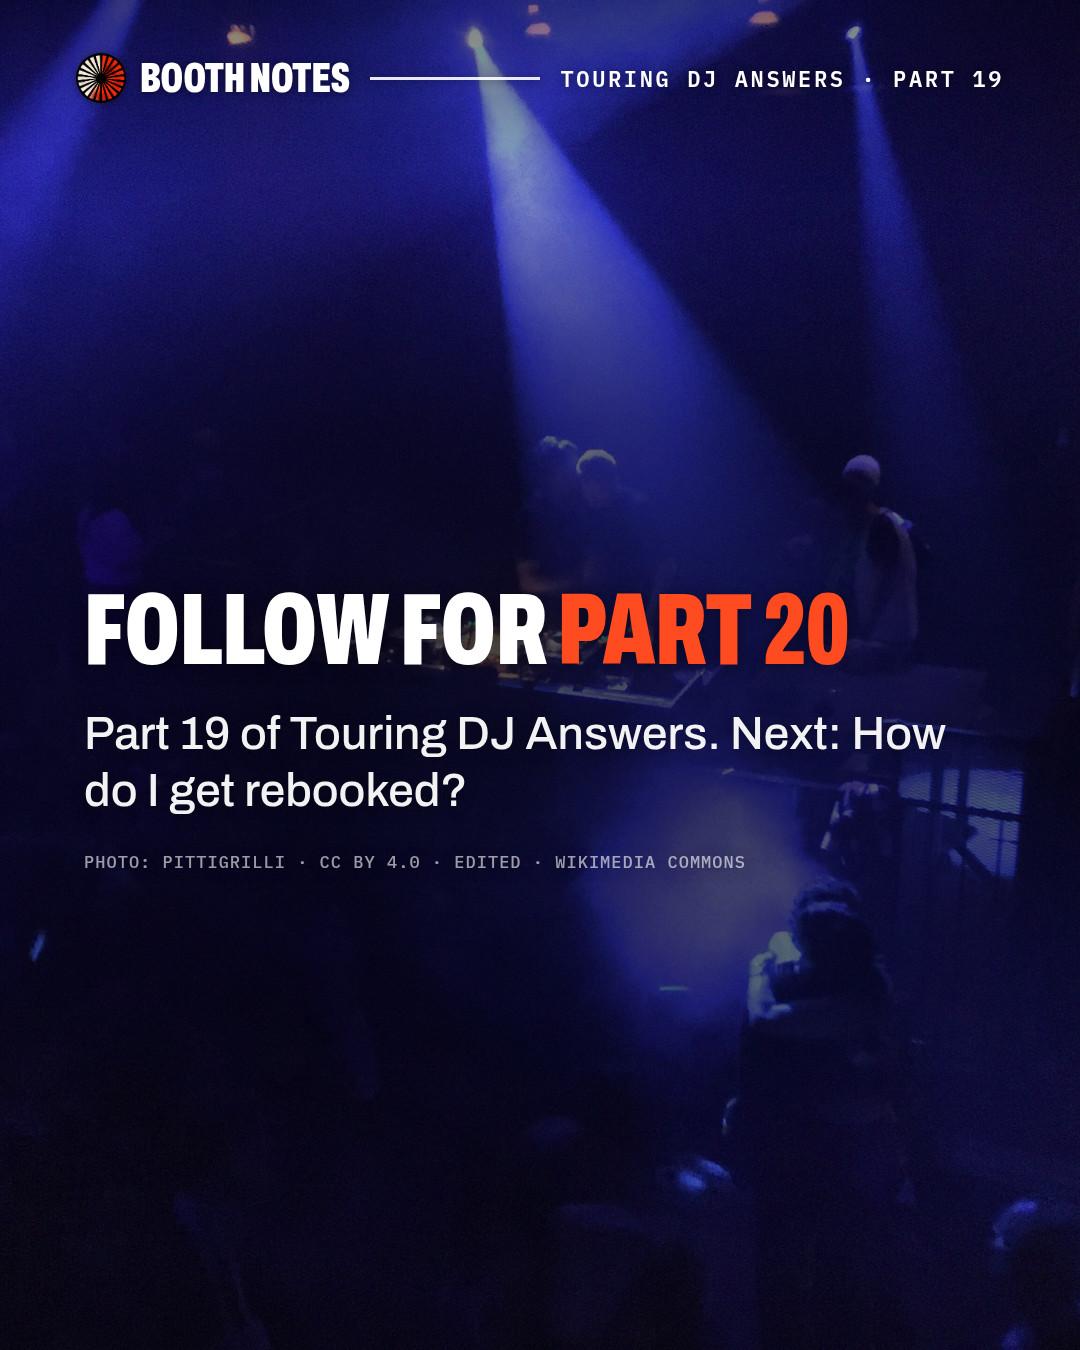 BOOTH NOTES
TOURING DJ ANSWERS · PART 19
FOLLOW FOR PART 20
Part 19 of Touring DJ Answers. Next: How
do I get rebooked?
PHOTO: PITTIGRILLI · CC BY 4.0 · EDITED · WIKIMEDIA COMMONS